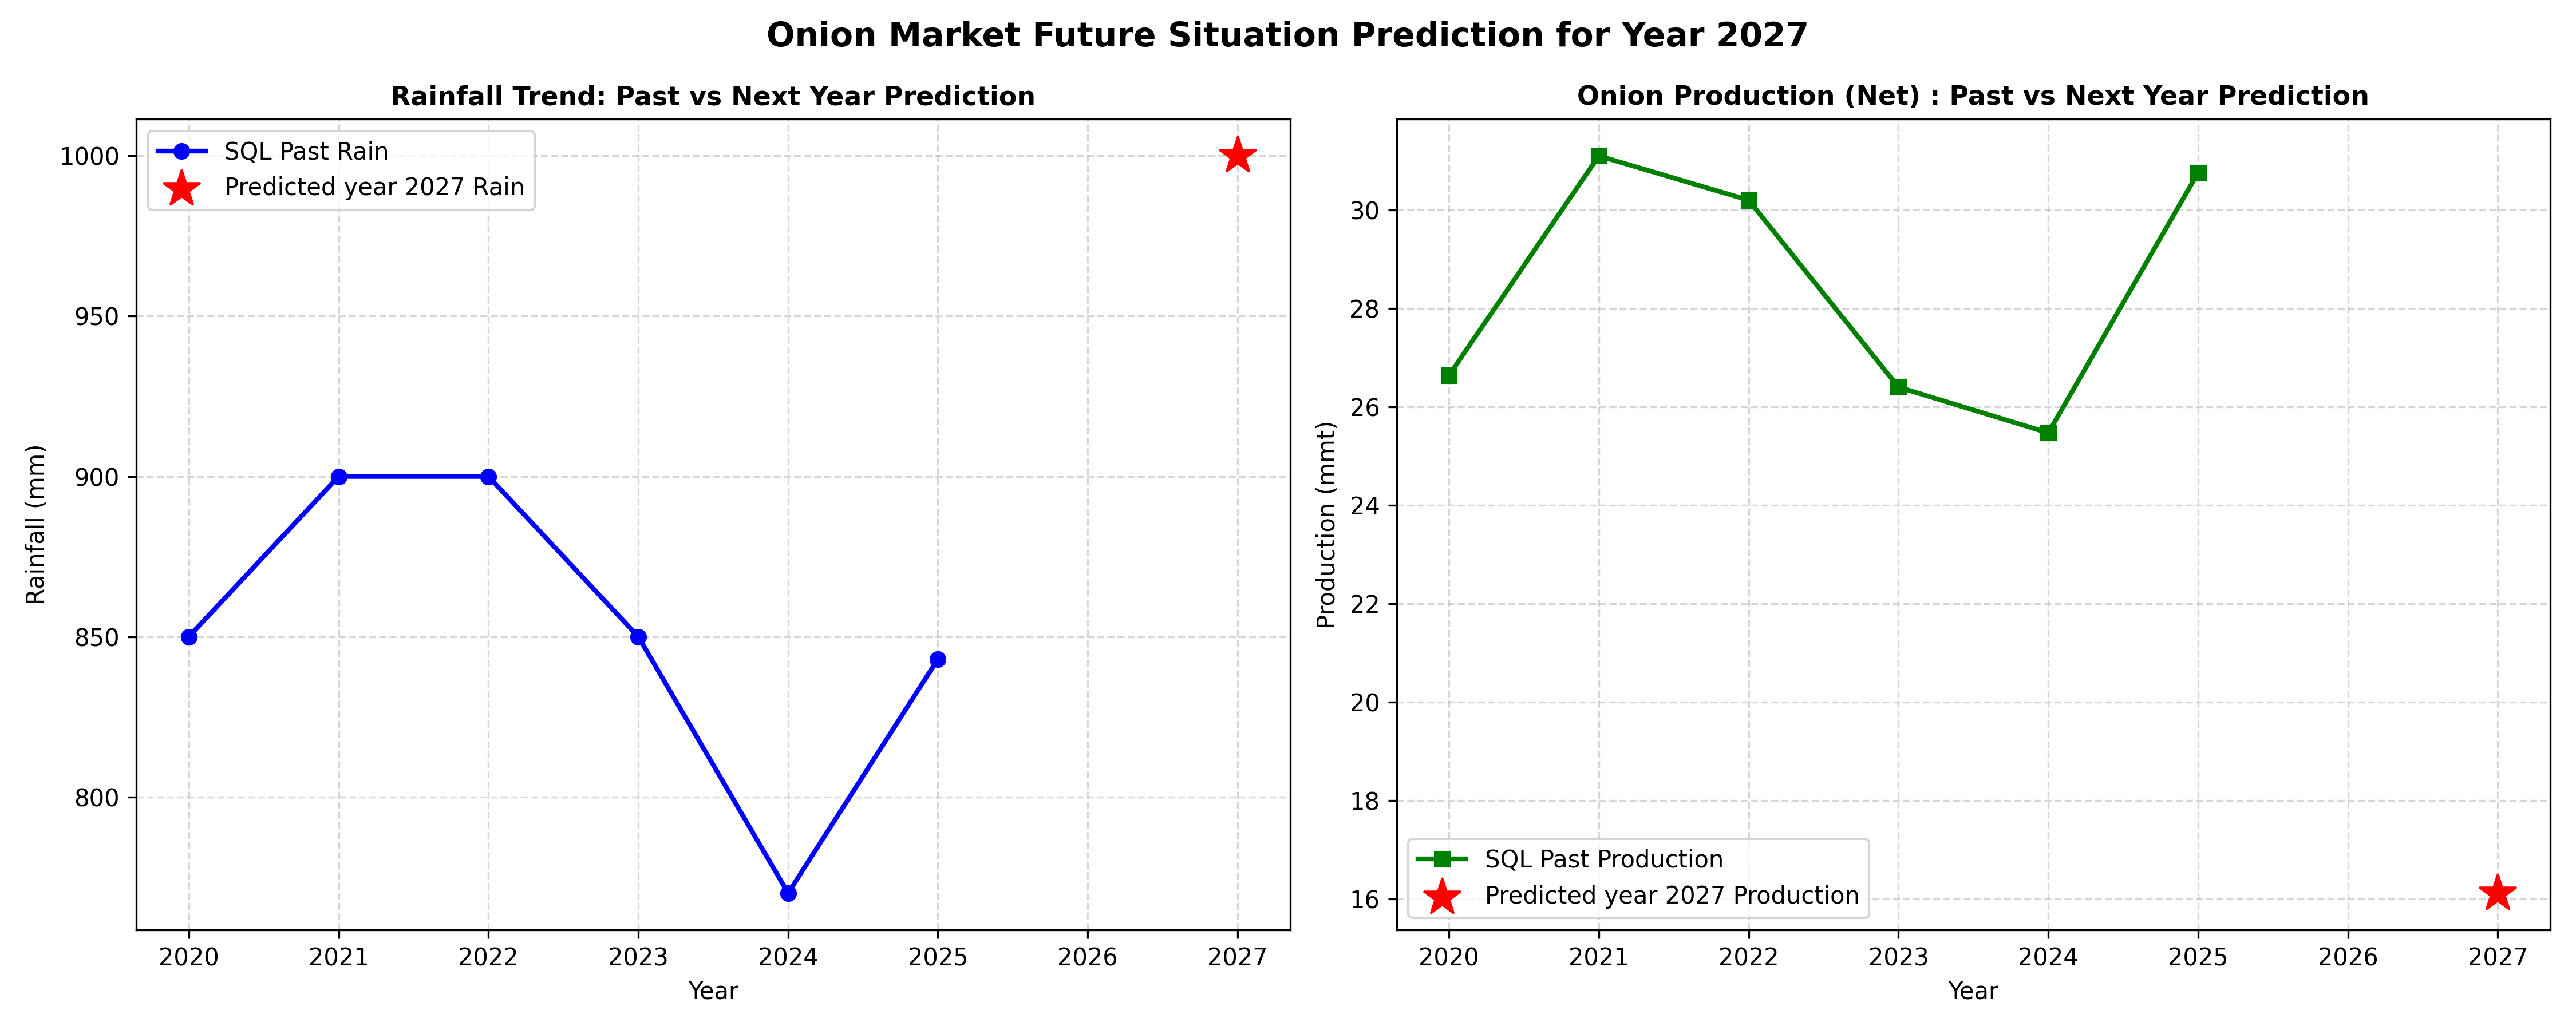 Onion Market Future Situation Prediction for Year 2027
Rainfall Trend: Past vs Next Year Prediction
SQL Past Rain
Predicted year 2027 Rain
1000
950
900
850
800
Rainfall (mm)
2020 2021 2022 2023 2024 2025 2026 2027
Year
Onion Production (Net) : Past vs Next Year Prediction
30
28
26
24
22
20
18
16
Production (mmt)
SQL Past Production
Predicted year 2027 Production
2020 2021 2022 2023 2024 2025 2026 2027
Year